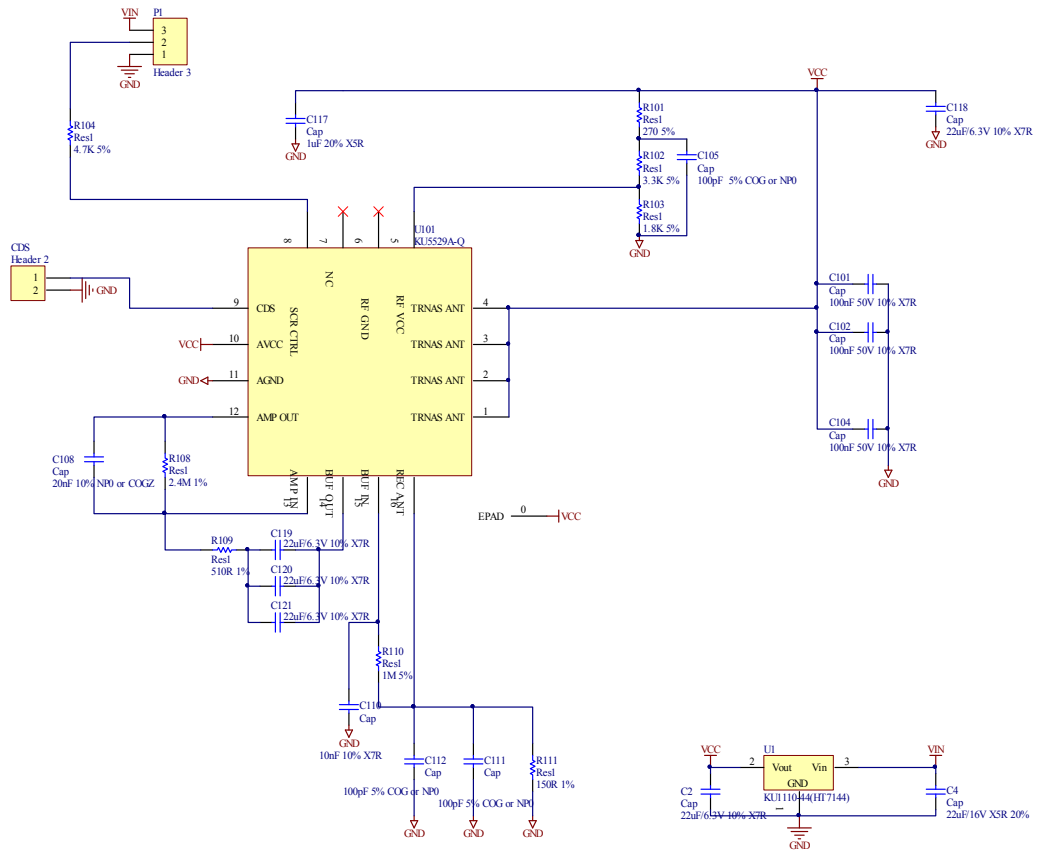 VIN
P1
3
2
1
Header 3
GND
R104
Res1
4.7K 5%
C117
Cap
1uF 20% X5R
GND
R101
Res1
270 5%
R102
Res1
3.3K 5%
R103
Res1
1.8K 5%
GND
C105
Cap
100pF 5% COG or NP0
VCC
C118
Cap
22uF/6.3V 10% X7R
GND
U101
KU5529A-Q
8
7
6
5
SCR CTRL
NC
RF GND
RF VCC
CDS
Header 2
1
2
GND
9
CDS
VCC
10
AVCC
GND
11
AGND
12
AMP OUT
TRNAS ANT
4
TRNAS ANT
3
TRNAS ANT
2
TRNAS ANT
1
AMP IN
13
BUF OUT
14
BUF IN
15
REC ANT
16
C101
Cap
100nF 50V 10% X7R
C102
Cap
100nF 50V 10% X7R
C104
Cap
100nF 50V 10% X7R
GND
C108
Cap
20nF 10% NP0 or COGZ
R108
Res1
2.4M 1%
EPAD
0
VCC
R109
Res1
510R 1%
C119
22uF/6.3V 10% X7R
C120
22uF/6.3V 10% X7R
C121
22uF/6.3V 10% X7R
R110
Res1
1M 5%
C110
Cap
GND
10nF 10% X7R
C112
Cap
100pF 5% COG or NP0
GND
C111
Cap
100pF 5% COG or NP0
GND
R111
Res1
150R 1%
GND
VCC
U1
VIN
2
Vout
Vin
3
GND
KU111044(HT7144)
1
C2
Cap
22uF/6.3V 10% X7R
C4
Cap
22uF/16V X5R 20%
GND